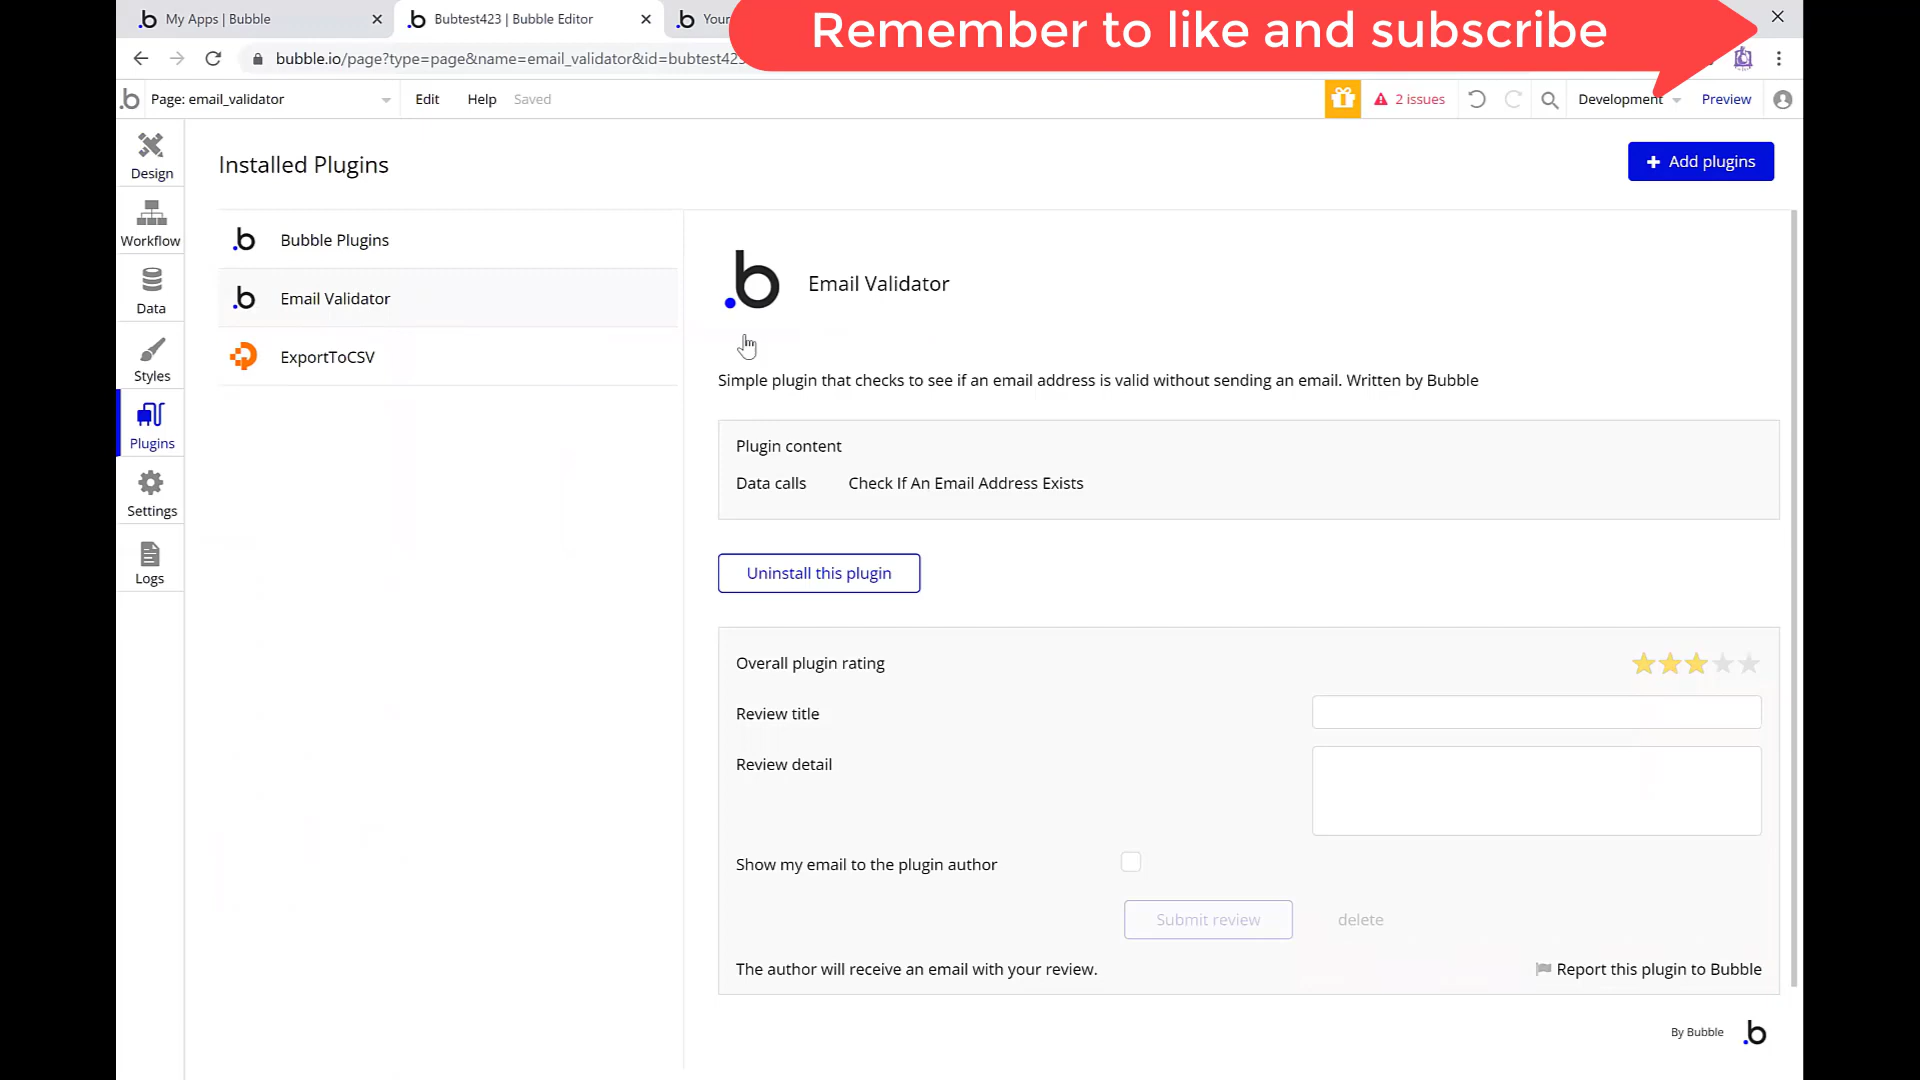 My Apps | Bubble
Bubtest423 | Bubble Editor
Your
Remember to like and subscribe
bubble.io/page?type=page&name=email_validator&id=bubtest423
Page: email_validator
Edit
Help
Saved
2 issues
Development
Preview
Design
Workflow
Data
Styles
Plugins
Settings
Logs
Installed Plugins
Add plugins
Bubble Plugins
Email Validator
ExportToCSV
Email Validator
Simple plugin that checks to see if an email address is valid without sending an email. Written by Bubble
Plugin content
Data calls Check If An Email Address Exists
Uninstall this plugin
Overall plugin rating
Review title
Review detail
Show my email to the plugin author
Submit review
delete
The author will receive an email with your review.
Report this plugin to Bubble
By Bubble